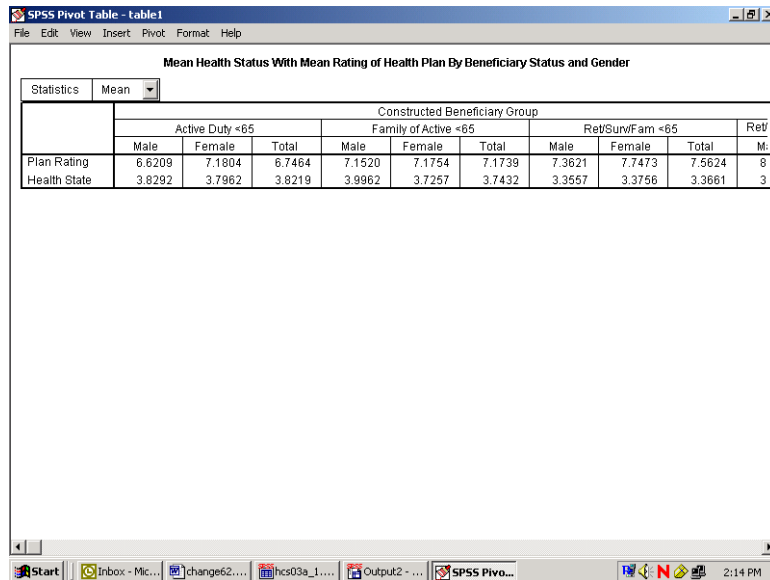 SPSS Pivot Table - table1
File Edit View Insert Pivot Format Help
Mean Health Status With Mean Rating of Health Plan By Beneficiary Status and Gender
Statistics Mean
Constructed Beneficiary Group
Active Duty <65 Family of Active <65 Ret/Surv/Fam <65 Ret/
Male Female Total Male Female Total Male Female Total M
Plan Rating 6.6209 7.1804 6.7464 7.1520 7.1754 7.1739 7.3621 7.7473 7.5624 8
Health State 3.8292 3.7962 3.8219 3.9962 3.7257 3.7432 3.3557 3.3756 3.3661 3
Start Inbox - Mic... change62.... hcs03a_1.... Output2 - ... SPSS Pivo... 2:14 PM